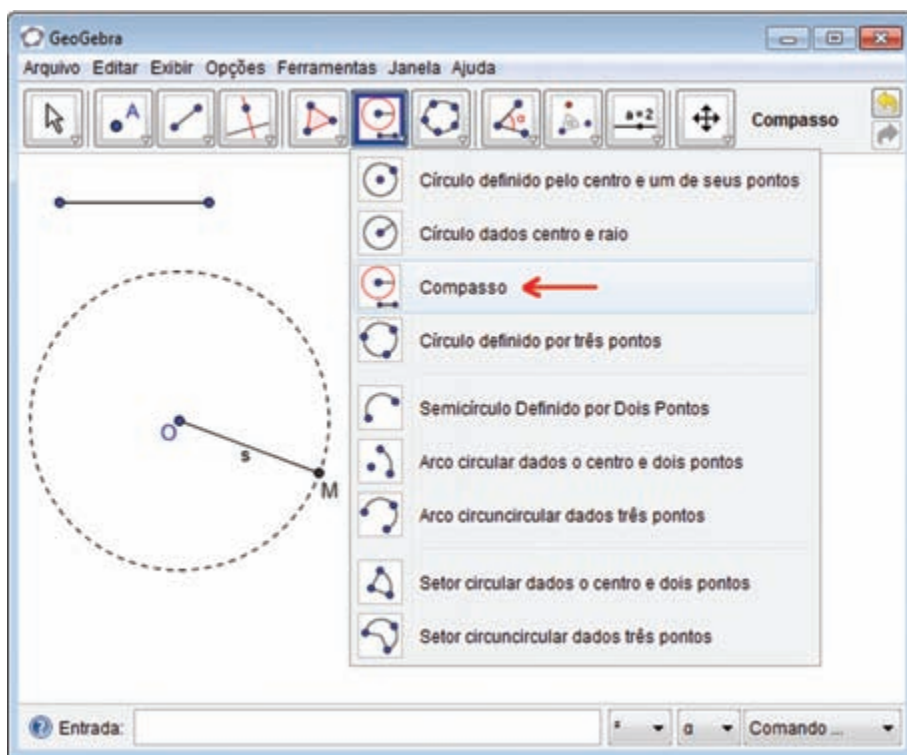 GeoGebra
Arquivo Editar Exibir Opções Ferramentas Janela Ajuda
A
α
a=2
Compasso
Círculo definido pelo centro e um de seus pontos
Círculo dados centro e raio
Compasso
Círculo definido por três pontos
Semicírculo Definido por Dois Pontos
Arco circular dados o centro e dois pontos
Arco circuncircular dados três pontos
Setor circular dados o centro e dois pontos
Setor circuncircular dados três pontos
O
s
M
Entrada:
α
Comando ...